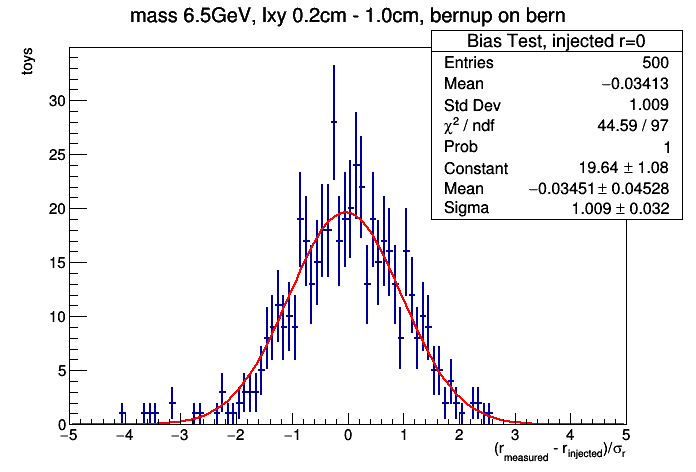 mass 6.5GeV, lxy 0.2cm - 1.0cm, bernup on bern
Bias Test, injected r=0
Entries 500
Mean −0.03413
Std Dev 1.009
χ² / ndf 44.59 / 97
Prob 1
Constant 19.64 ± 1.08
Mean −0.03451 ± 0.04528
Sigma 1.009 ± 0.032
toys
30
25
20
15
10
5
0
−5 −4 −3 −2 −1 0 1 2 3 4 5
(r_measured - r_injected)/σ_r